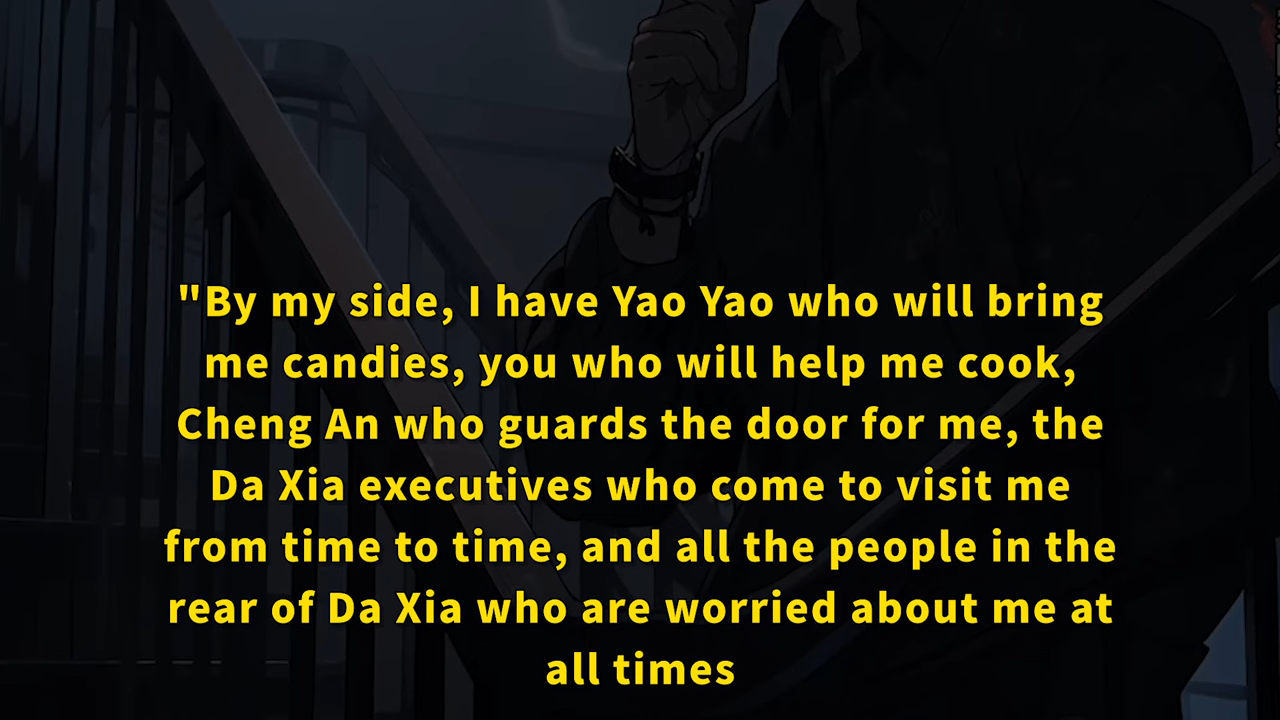 "By my side, I have Yao Yao who will bring
me candies, you who will help me cook,
Cheng An who guards the door for me, the
Da Xia executives who come to visit me
from time to time, and all the people in the
rear of Da Xia who are worried about me at
all times